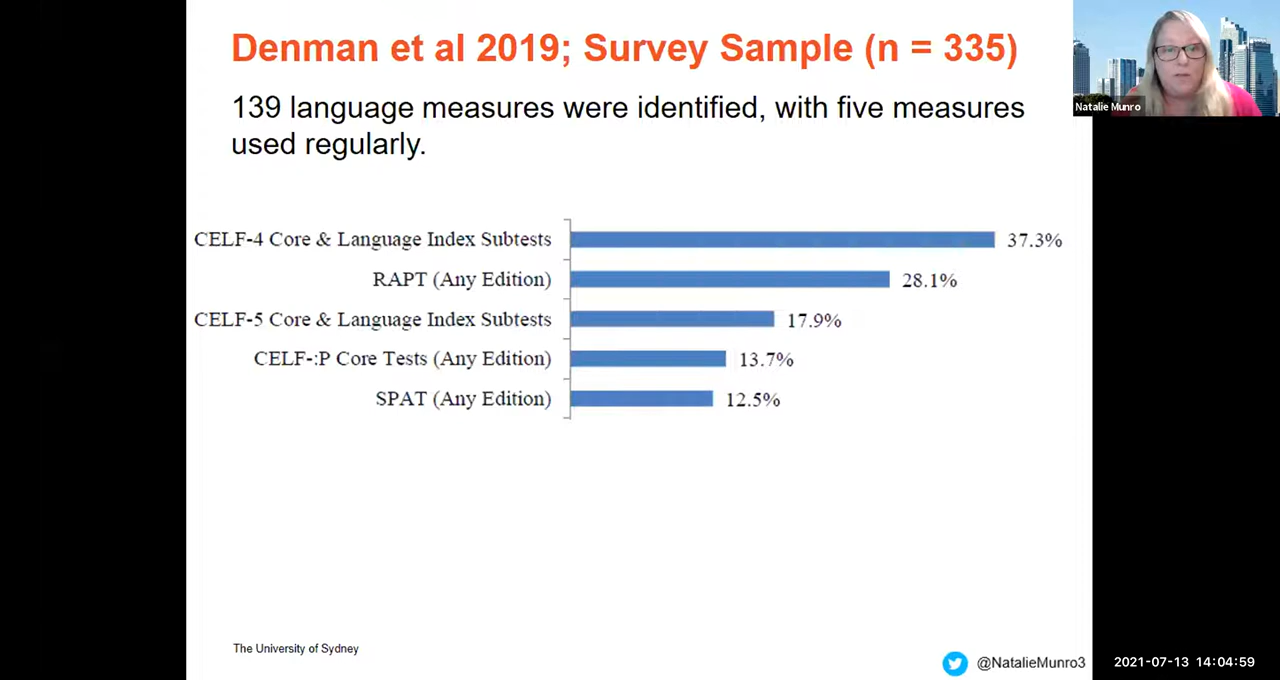 Denman et al 2019; Survey Sample (n = 335)
Natalie Munro
139 language measures were identified, with five measures
used regularly.
CELF-4 Core & Language Index Subtests 37.3%
RAPT (Any Edition) 28.1%
CELF-5 Core & Language Index Subtests 17.9%
CELF-:P Core Tests (Any Edition) 13.7%
SPAT (Any Edition) 12.5%
The University of Sydney
@NatalieMunro3
2021-07-13 14:04:59